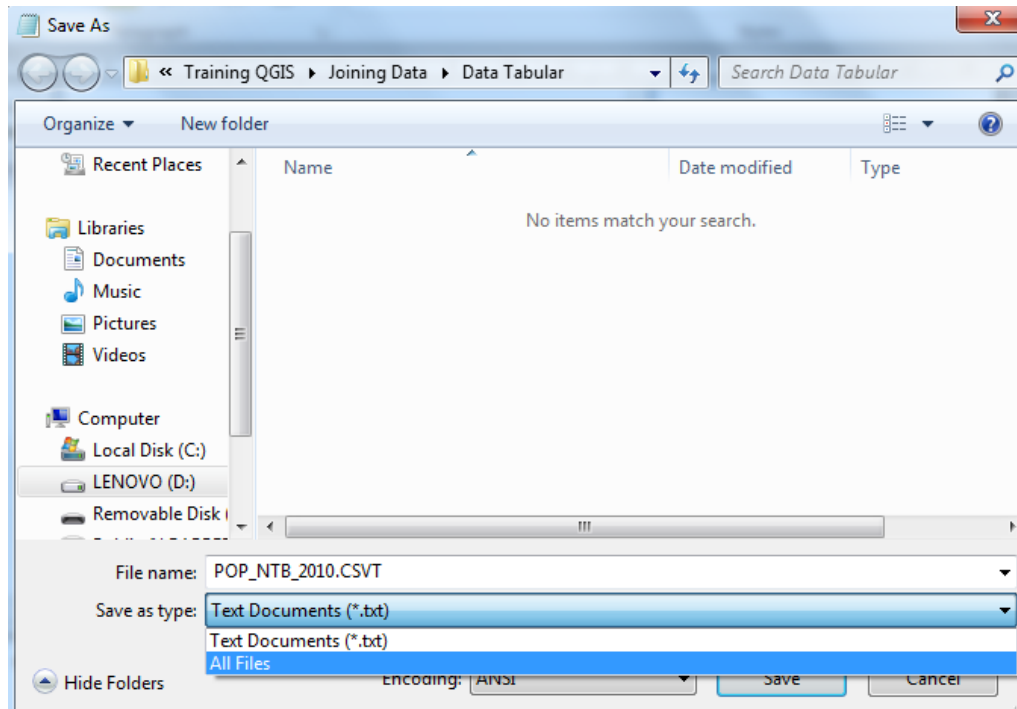 Save As
« Training QGIS ▸ Joining Data ▸ Data Tabular
Search Data Tabular
Organize
New folder
Recent Places
Libraries
Documents
Music
Pictures
Videos
Computer
Local Disk (C:)
LENOVO (D:)
Removable Disk (
Name
Date modified
Type
No items match your search.
File name: POP_NTB_2010.CSVT
Save as type: Text Documents (*.txt)
Text Documents (*.txt)
All Files
Hide Folders
Encoding: ANSI
Save
Cancel